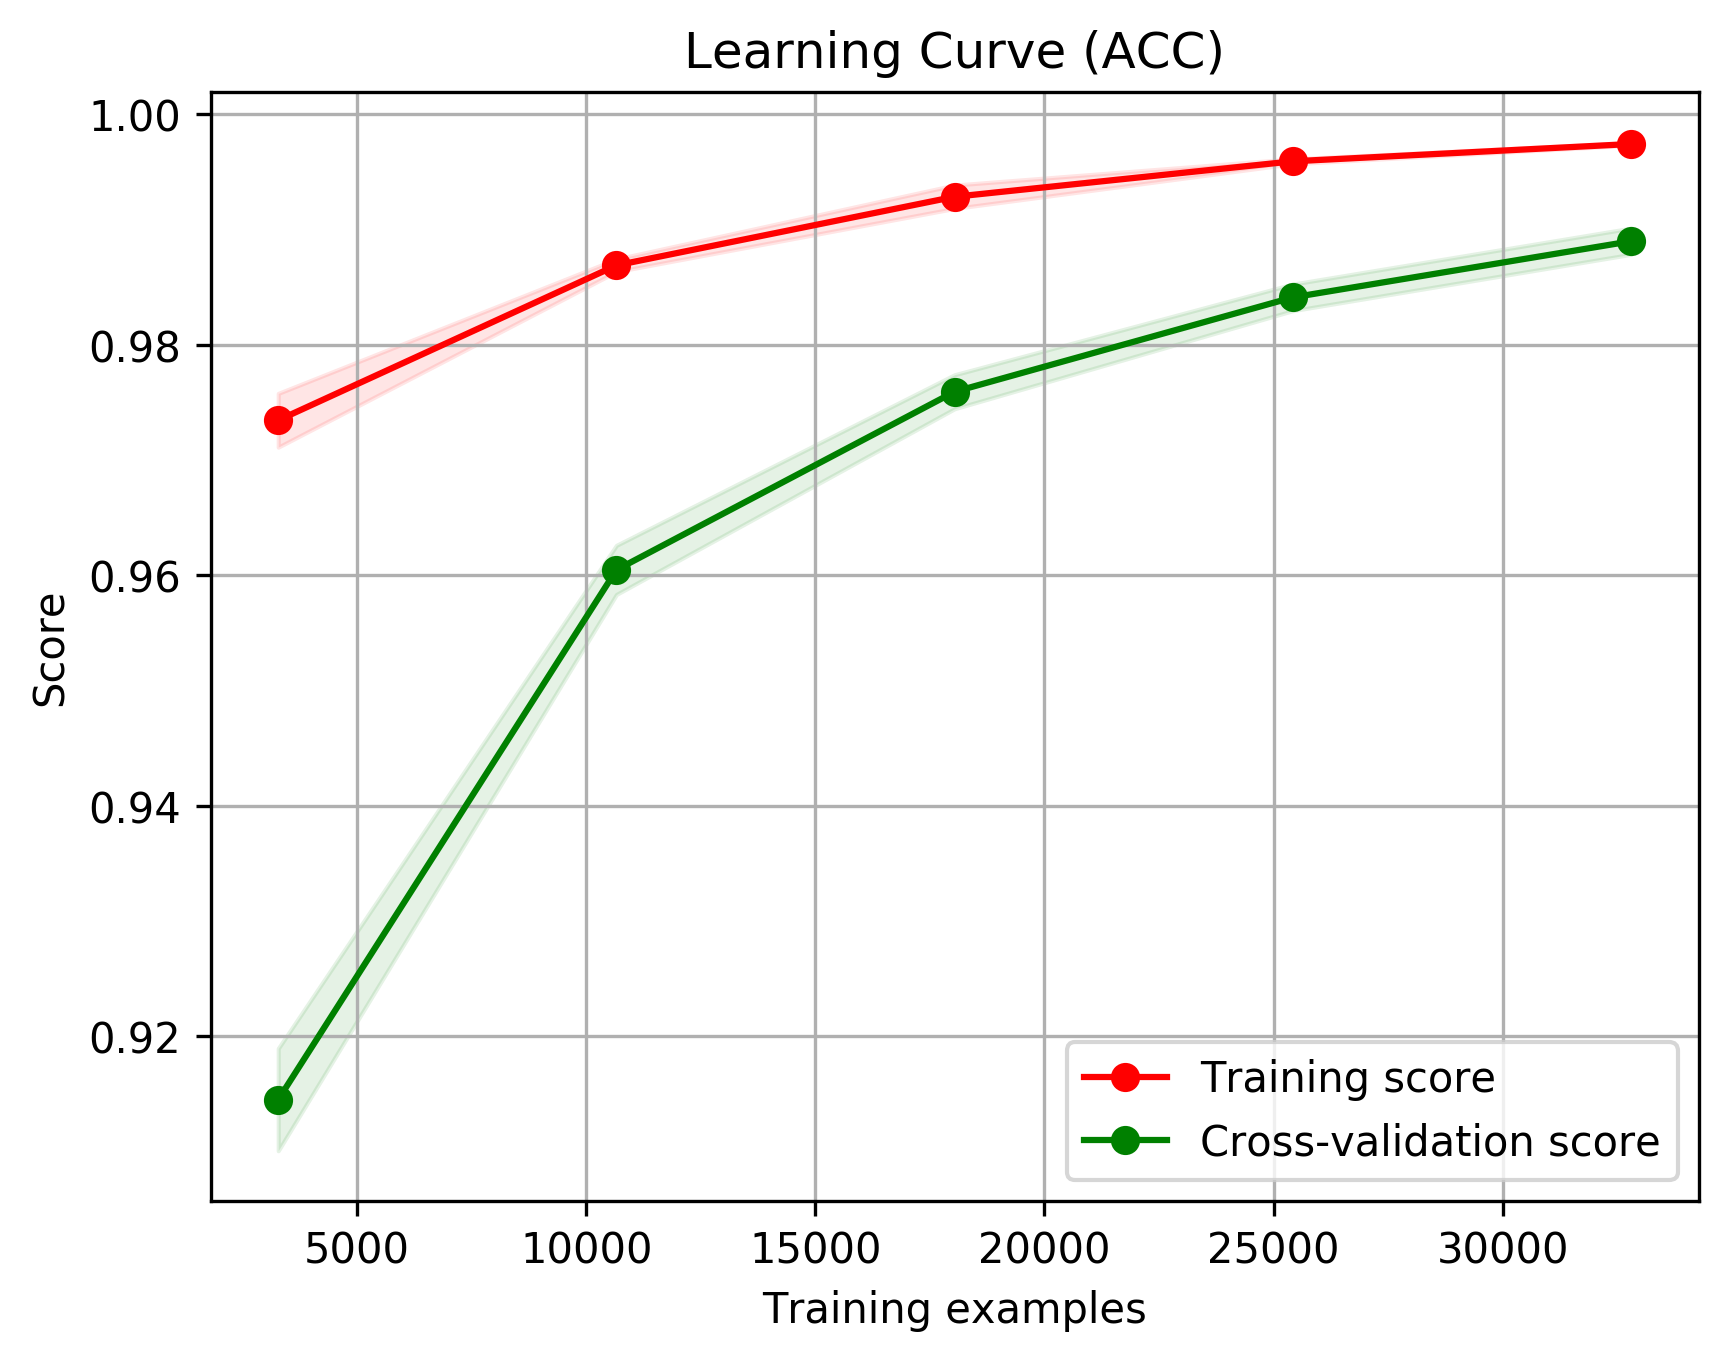 Learning Curve (ACC)
1.00
0.98
0.96
0.94
0.92
Score
Training score
Cross-validation score
5000 10000 15000 20000 25000 30000
Training examples